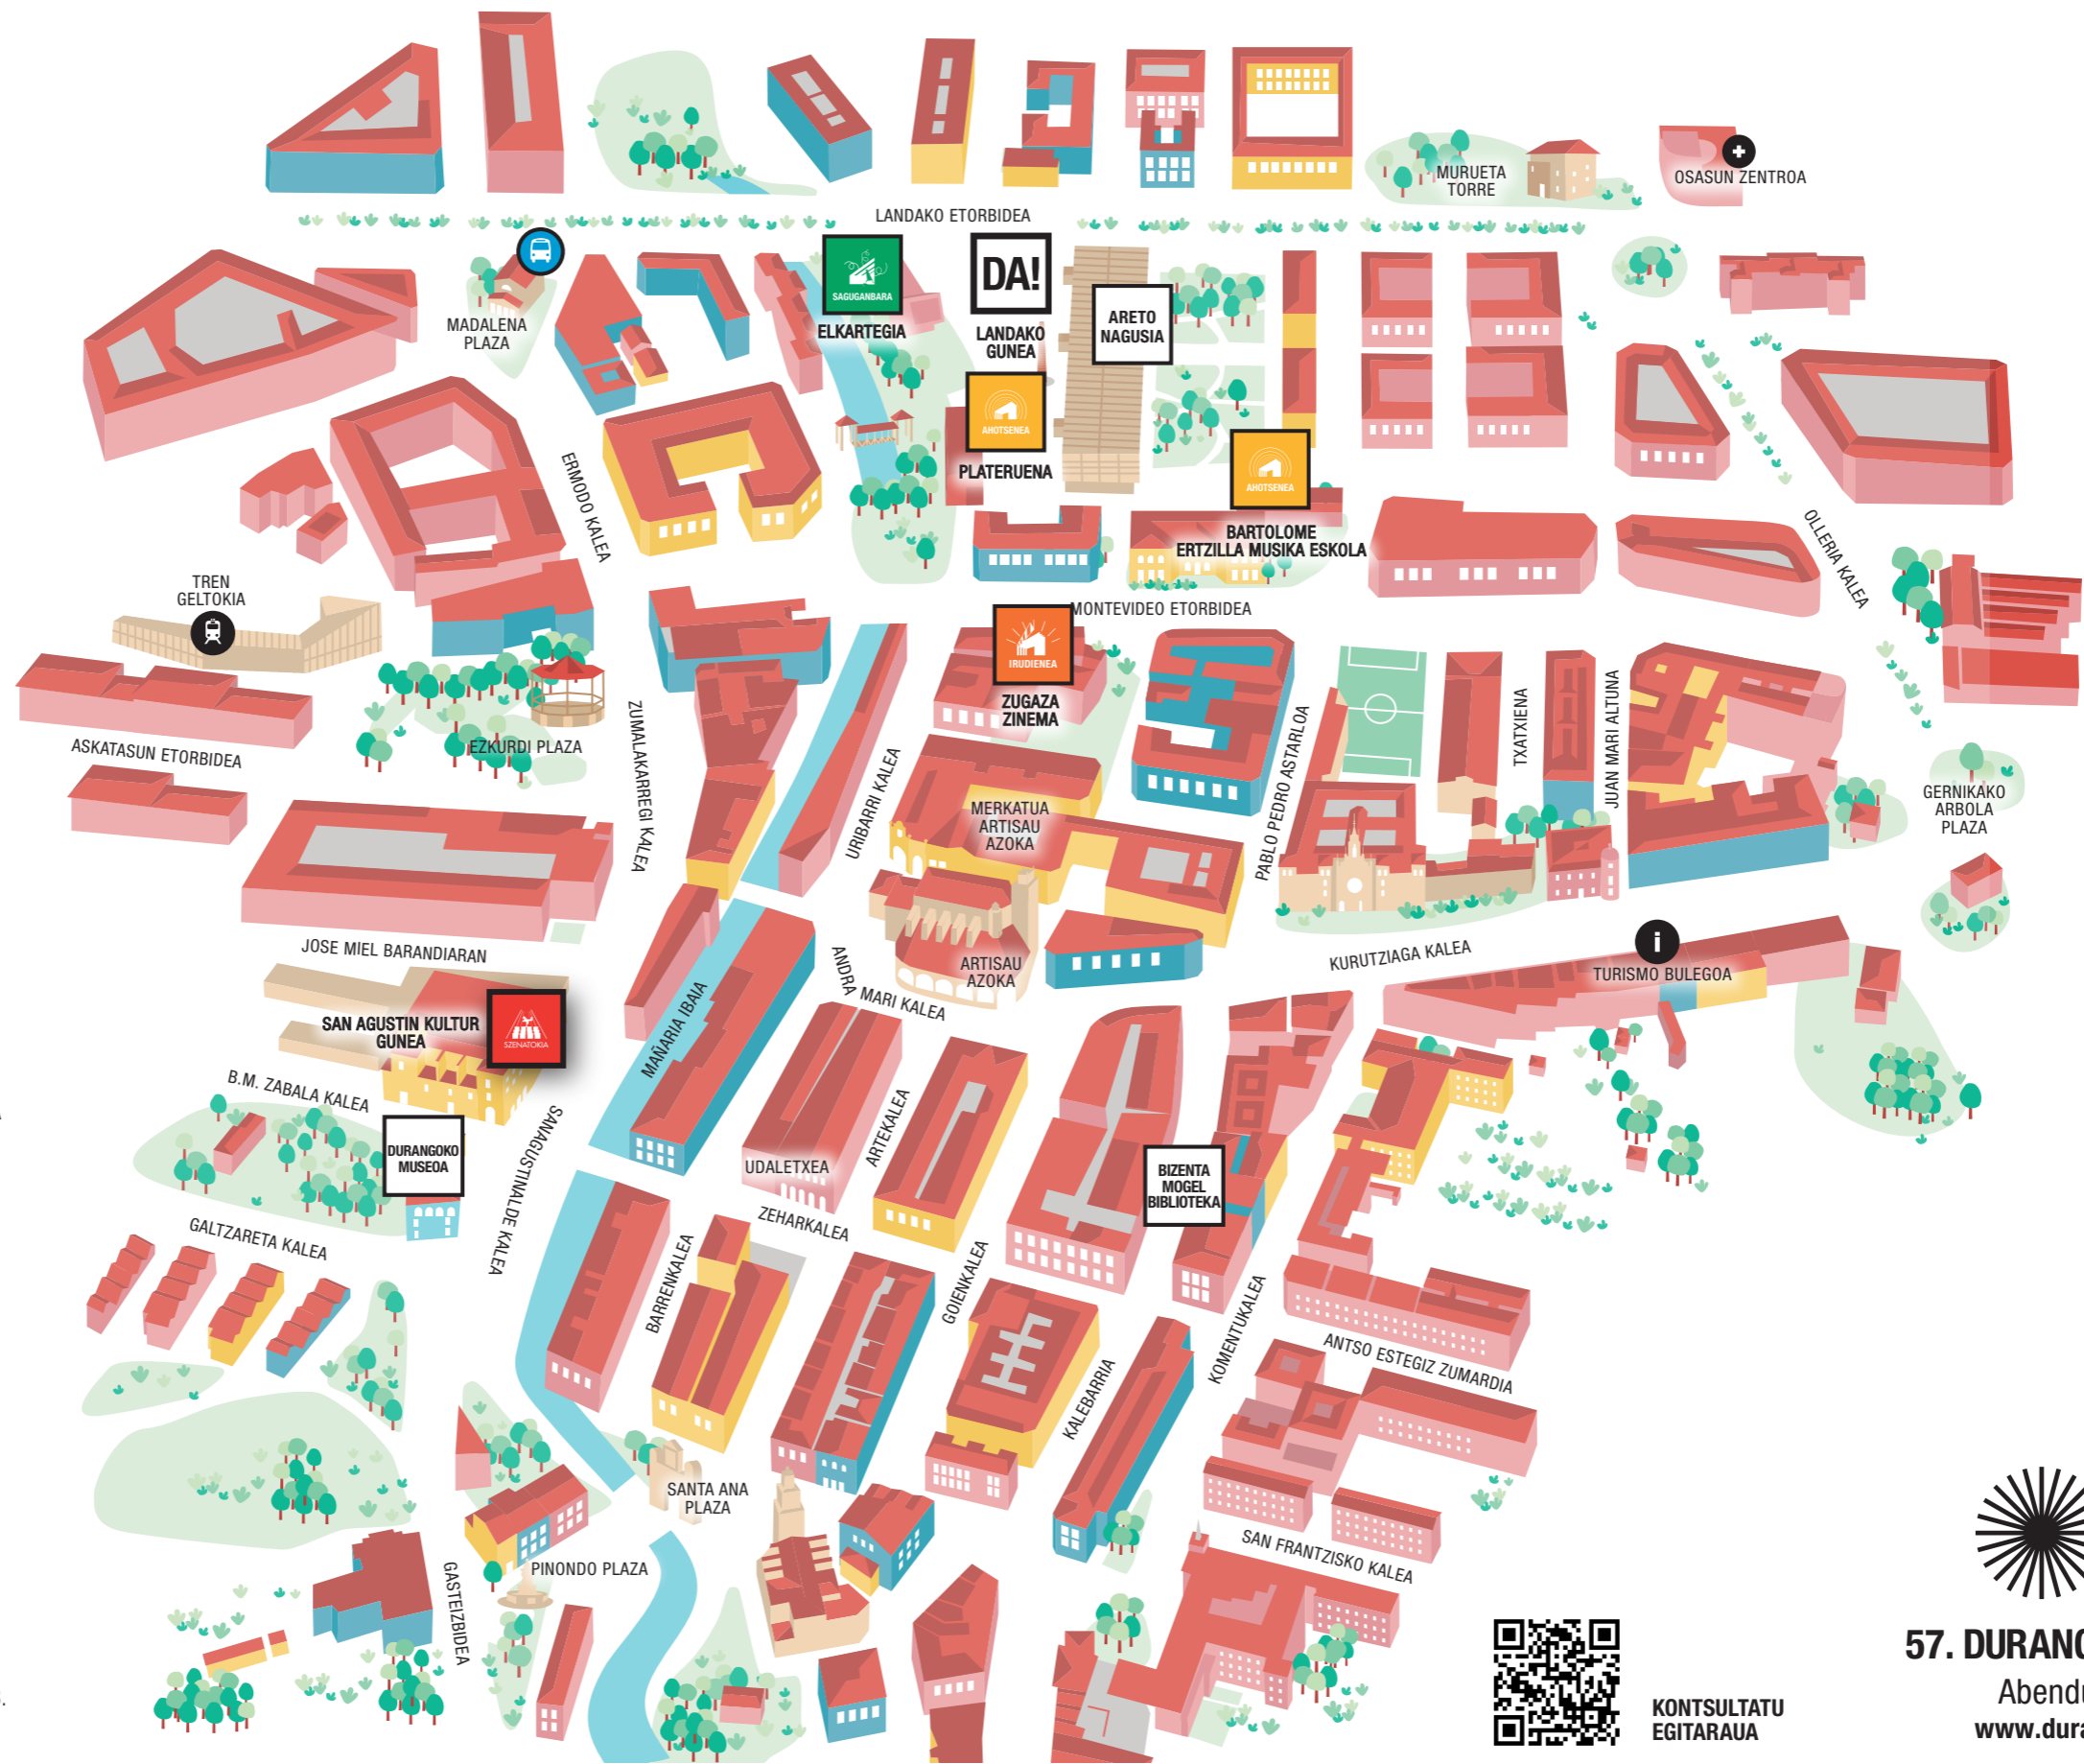 MURUETA
TORRE
OSASUN ZENTROA
LANDAKO ETORBIDEA
SAGUGANBARA
ELKARTEGIA
DA!
LANDAKO
GUNEA
ARETO
NAGUSIA
MADALENA
PLAZA
AHOTSENEA
PLATERUENA
AHOTSENEA
BARTOLOME
ERTZILLA MUSIKA ESKOLA
ERMODO KALEA
OLLERIA KALEA
TREN
GELTOKIA
MONTEVIDEO ETORBIDEA
IRUDIENEA
ZUGAZA
ZINEMA
ASKATASUN ETORBIDEA
EZKURDI PLAZA
ZUMALAKARREGI KALEA
URIBARRI KALEA
MERKATUA
ARTISAU
AZOKA
PABLO PEDRO ASTARLOA
TXATXIENA
JUAN MARI ALTUNA
GERNIKAKO
ARBOLA
PLAZA
JOSE MIEL BARANDIARAN
ANDRA
MARI KALEA
ARTISAU
AZOKA
KURUTZIAGA KALEA
i
TURISMO BULEGOA
SAN AGUSTIN KULTUR
GUNEA
SZENATOKIA
MAÑARIA IBAIA
B.M. ZABALA KALEA
DURANGOKO
MUSEOA
SANAGUSTINALDE KALEA
UDALETXEA
ARTEKALEA
BIZENTA
MOGEL
BIBLIOTEKA
GALTZARETA KALEA
ZEHARKALEA
BARRENKALEA
GOIENKALEA
KOMENTUKALEA
ANTSO ESTEGIZ ZUMARDIA
KALEBARRIA
SANTA ANA
PLAZA
SAN FRANTZISKO KALEA
PINONDO PLAZA
GASTEIZBIDEA
KONTSULTATU
EGITARAUA
57. DURANG
Abend
www.dura